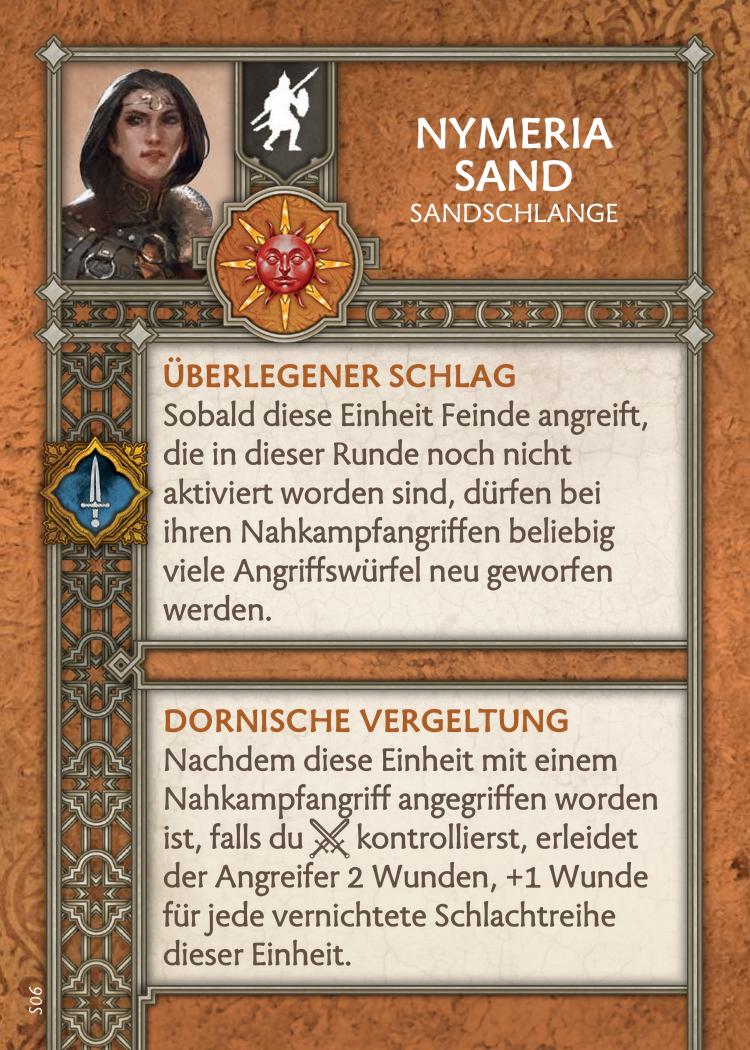 NYMERIA
SAND
SANDSCHLANGE
ÜBERLEGENER SCHLAG
Sobald diese Einheit Feinde angreift,
die in dieser Runde noch nicht
aktiviert worden sind, dürfen bei
ihren Nahkampfangriffen beliebig
viele Angriffswürfel neu geworfen
werden.
DORNISCHE VERGELTUNG
Nachdem diese Einheit mit einem
Nahkampfangriff angegriffen worden
ist, falls du kontrollierst, erleidet
der Angreifer 2 Wunden, +1 Wunde
für jede vernichtete Schlachtreihe
dieser Einheit.
S06